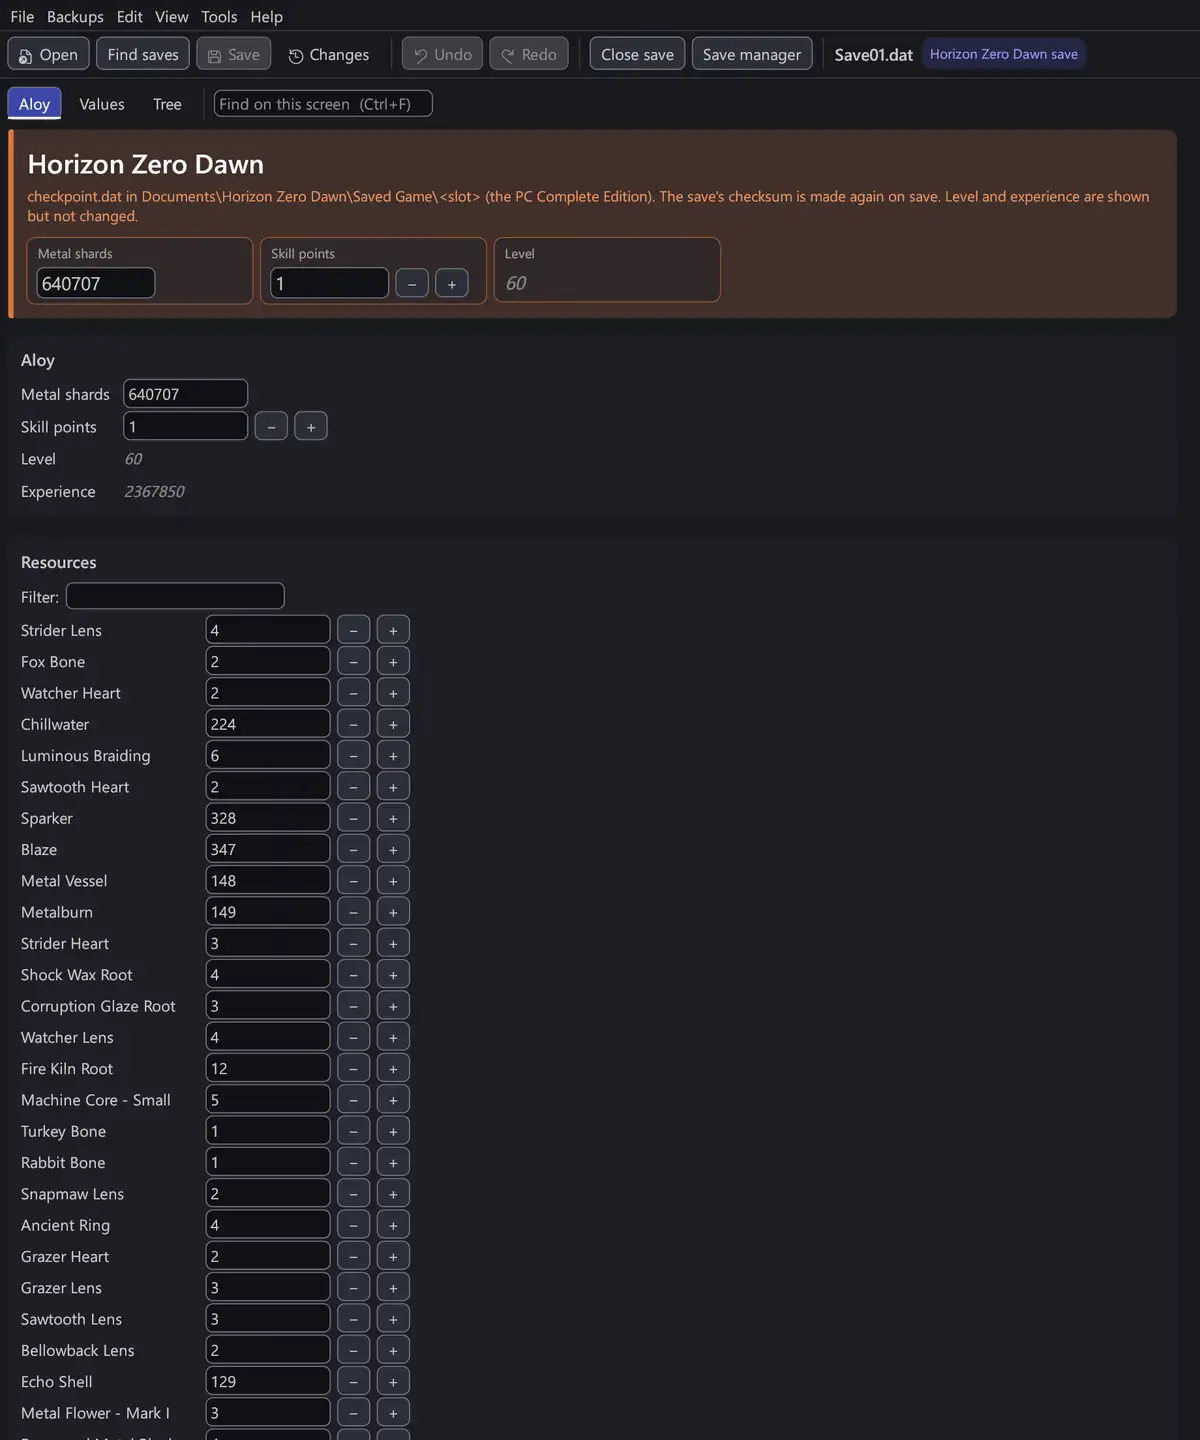 File Backups Edit View Tools Help
Open Find saves Save Changes Undo Redo Close save Save manager Save01.dat Horizon Zero Dawn save
Aloy Values Tree Find on this screen (Ctrl+F)
Horizon Zero Dawn
checkpoint.dat in Documents\Horizon Zero Dawn\Saved Game\<slot> (the PC Complete Edition). The save's checksum is made again on save. Level and experience are shown
but not changed.
Metal shards Skill points Level
640707 1 – + 60
Aloy
Metal shards 640707
Skill points 1 – +
Level 60
Experience 2367850
Resources
Filter:
Strider Lens 4 – +
Fox Bone 2 – +
Watcher Heart 2 – +
Chillwater 224 – +
Luminous Braiding 6 – +
Sawtooth Heart 2 – +
Sparker 328 – +
Blaze 347 – +
Metal Vessel 148 – +
Metalburn 149 – +
Strider Heart 3 – +
Shock Wax Root 4 – +
Corruption Glaze Root 3 – +
Watcher Lens 4 – +
Fire Kiln Root 12 – +
Machine Core - Small 5 – +
Turkey Bone 1 – +
Rabbit Bone 1 – +
Snapmaw Lens 2 – +
Ancient Ring 4 – +
Grazer Heart 2 – +
Grazer Lens 3 – +
Sawtooth Lens 3 – +
Bellowback Lens 2 – +
Echo Shell 129 – +
Metal Flower - Mark I 3 – +